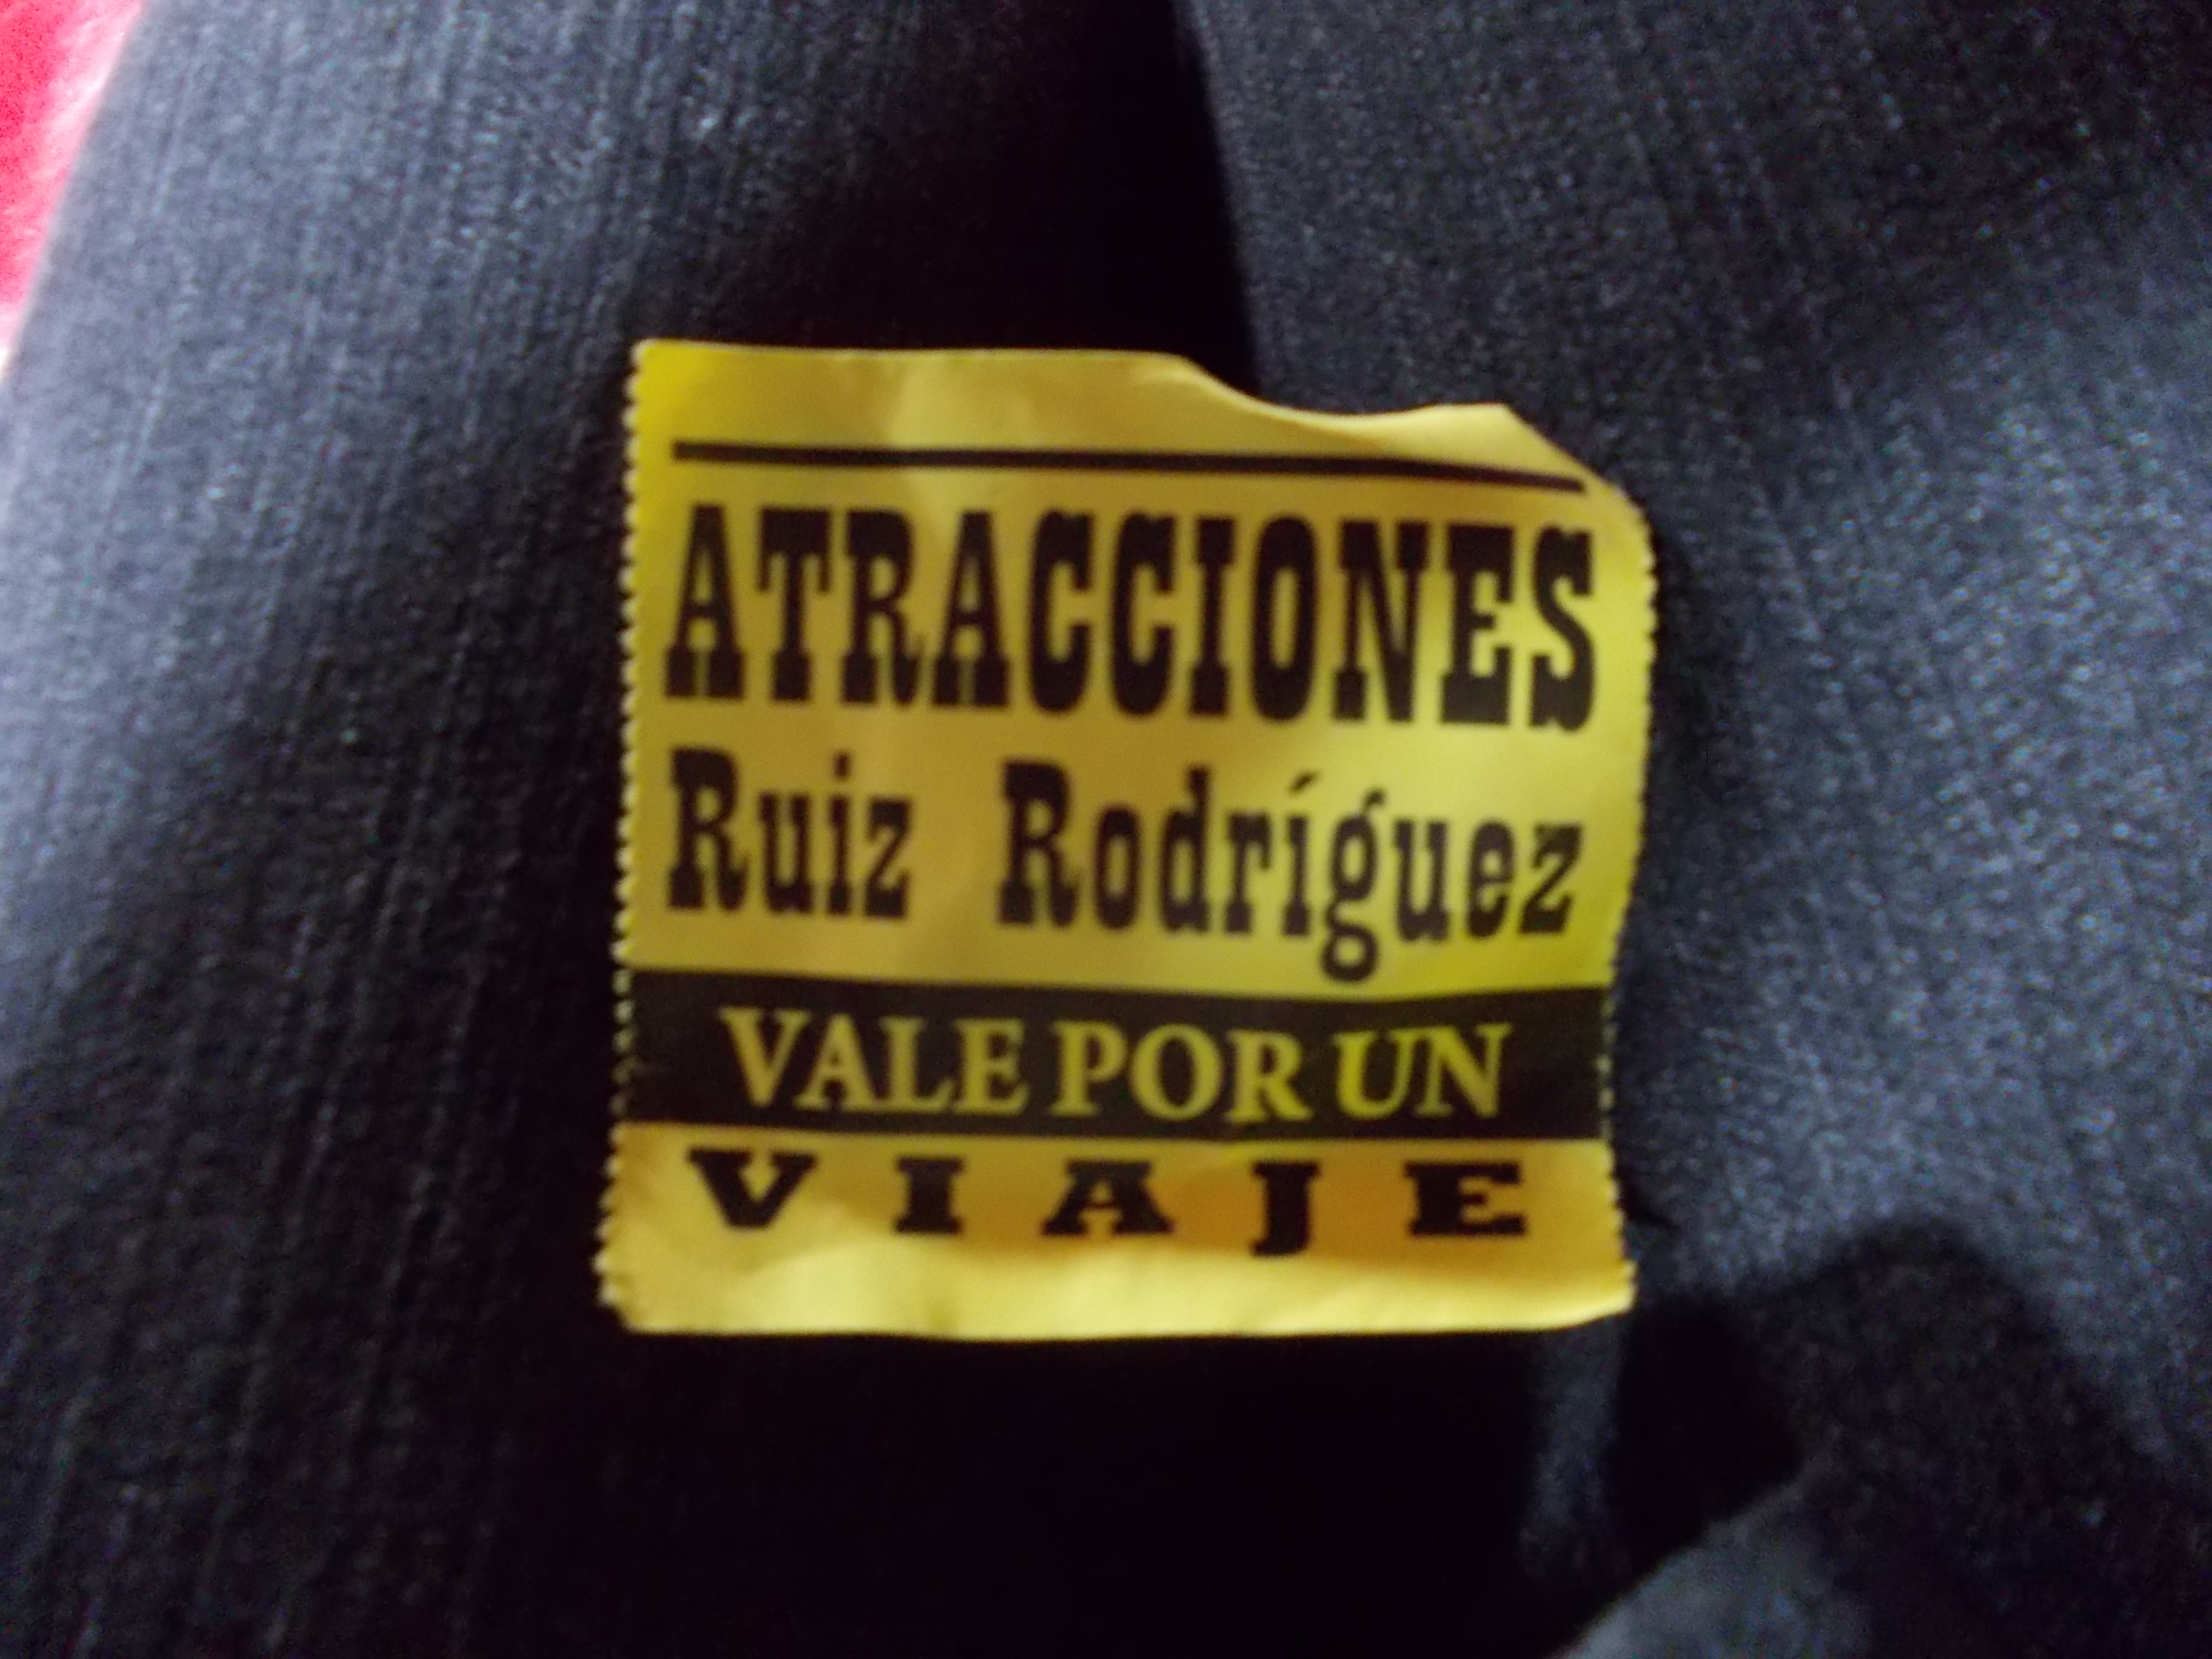 ATRACCIONES
Ruiz Rodríguez
VALE POR UN
VIAJE